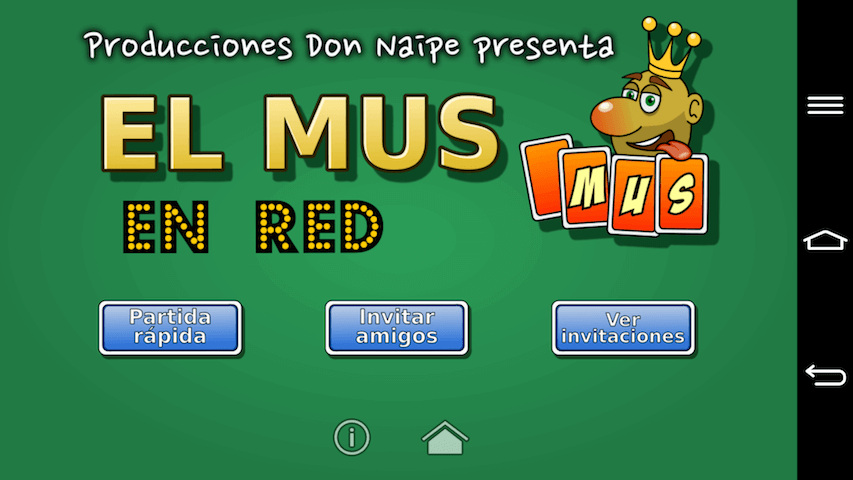 Producciones Don Naipe presenta
EL MUS
EN RED
MUS
Partida
rápida
Invitar
amigos
Ver
invitaciones
i